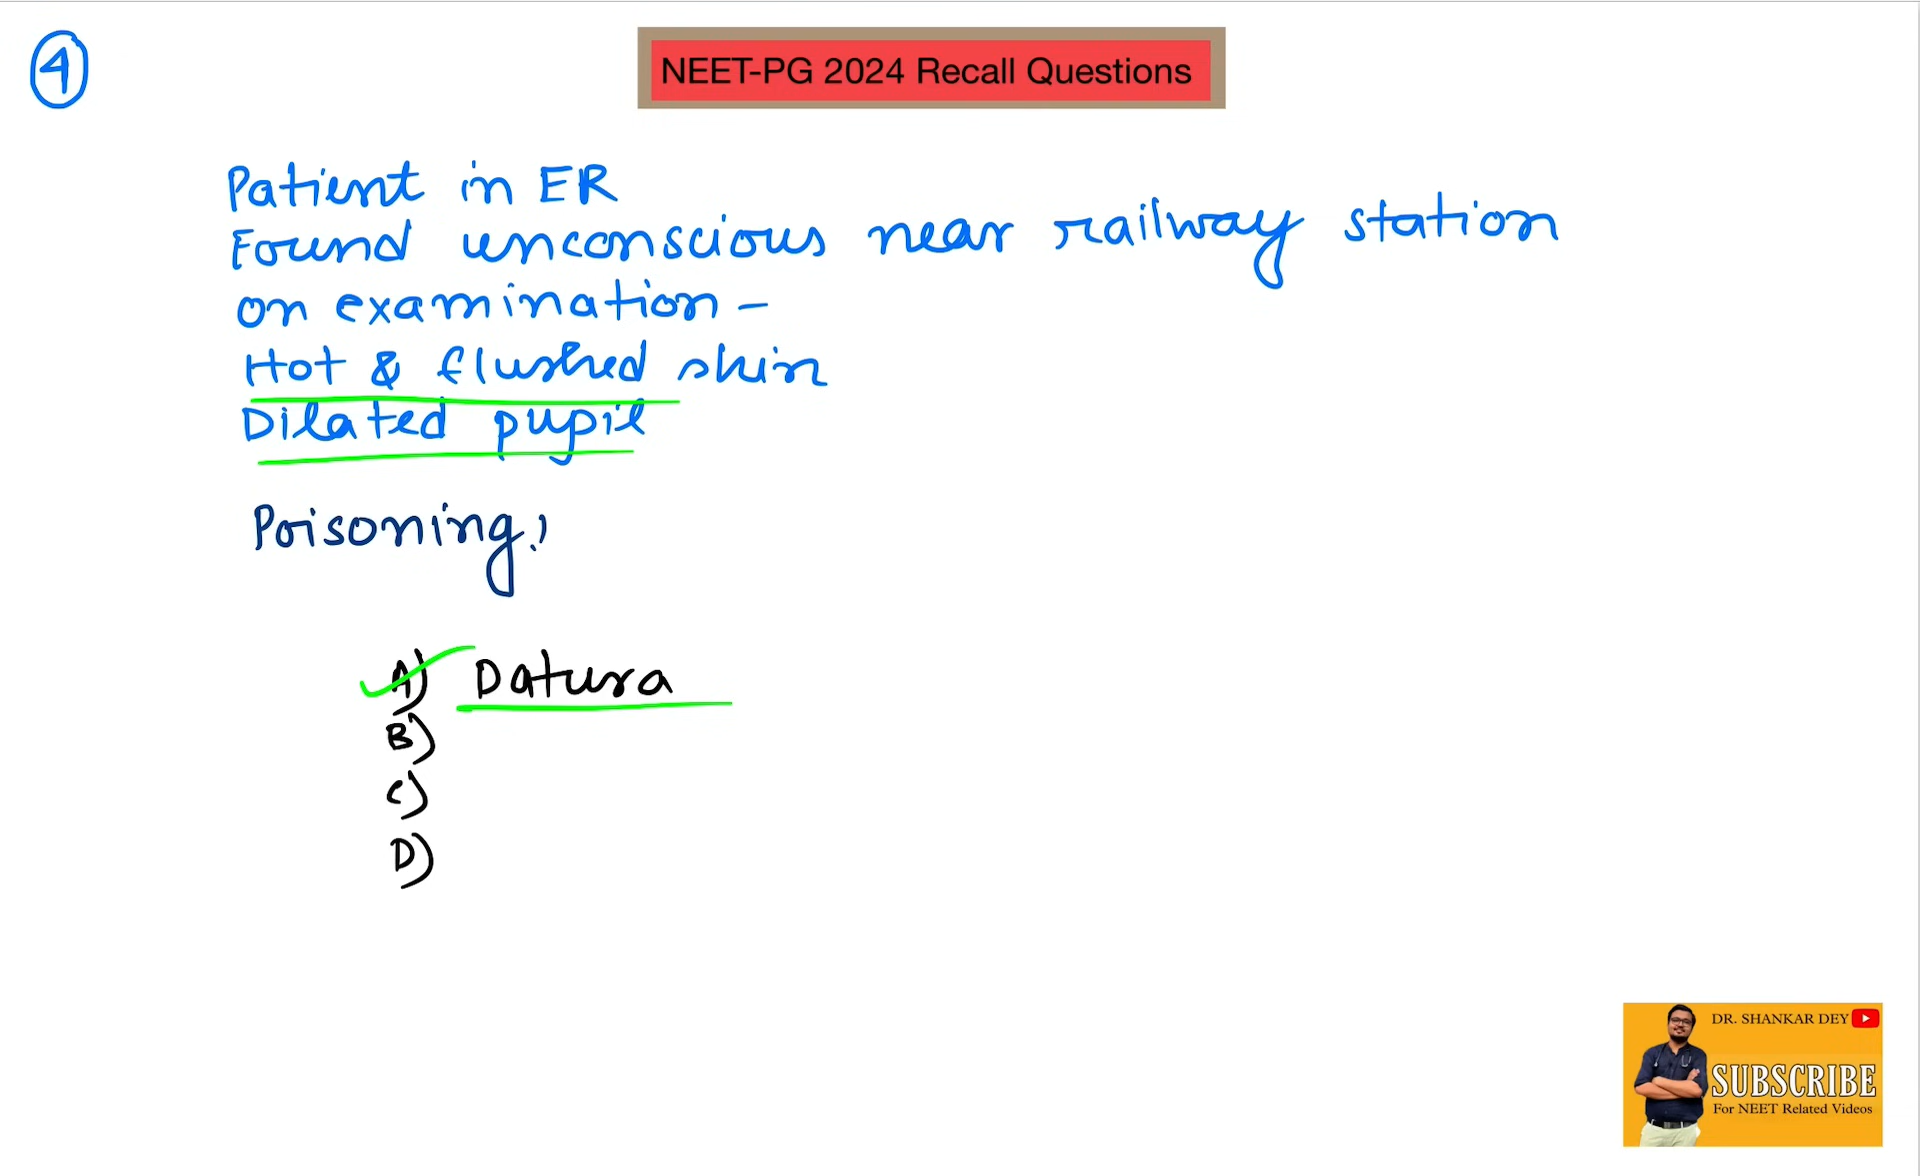 4
NEET-PG 2024 Recall Questions
Patient in ER
Found unconscious near railway station
on examination -
Hot & flushed skin
Dilated pupil
Poisoning?
A) Datura
B)
C)
D)
DR. SHANKAR DEY
SUBSCRIBE
For NEET Related Videos